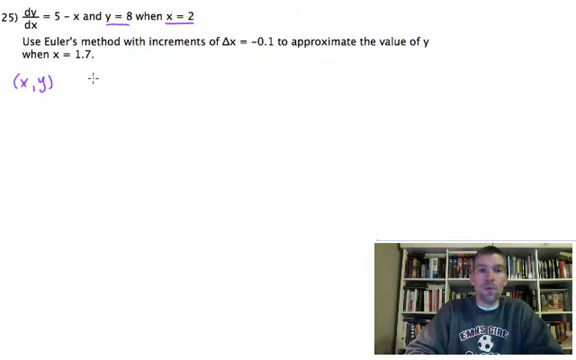 25) dy/dx = 5 - x and y = 8 when x = 2
Use Euler's method with increments of Δx = -0.1 to approximate the value of y
when x = 1.7.
(x, y)